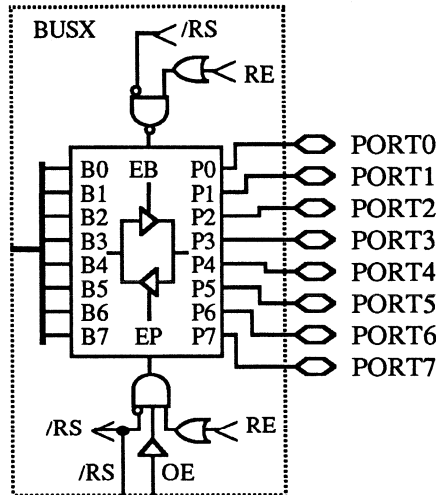 BUSX
/RS
RE
B0 EB P0 PORT0
B1 P1 PORT1
B2 P2 PORT2
B3 P3 PORT3
B4 P4 PORT4
B5 P5 PORT5
B6 P6 PORT6
B7 EP P7 PORT7
/RS RE
/RS OE